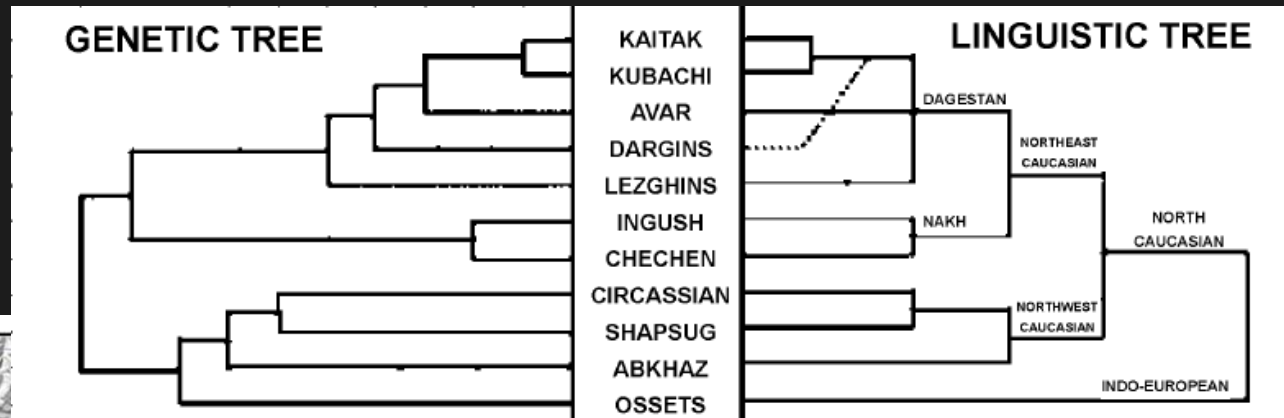 GENETIC TREE
LINGUISTIC TREE
KAITAK
KUBACHI
AVAR
DARGINS
LEZGHINS
INGUSH
CHECHEN
CIRCASSIAN
SHAPSUG
ABKHAZ
OSSETS
DAGESTAN
NORTHEAST
CAUCASIAN
NAKH
NORTH
CAUCASIAN
NORTHWEST
CAUCASIAN
INDO-EUROPEAN